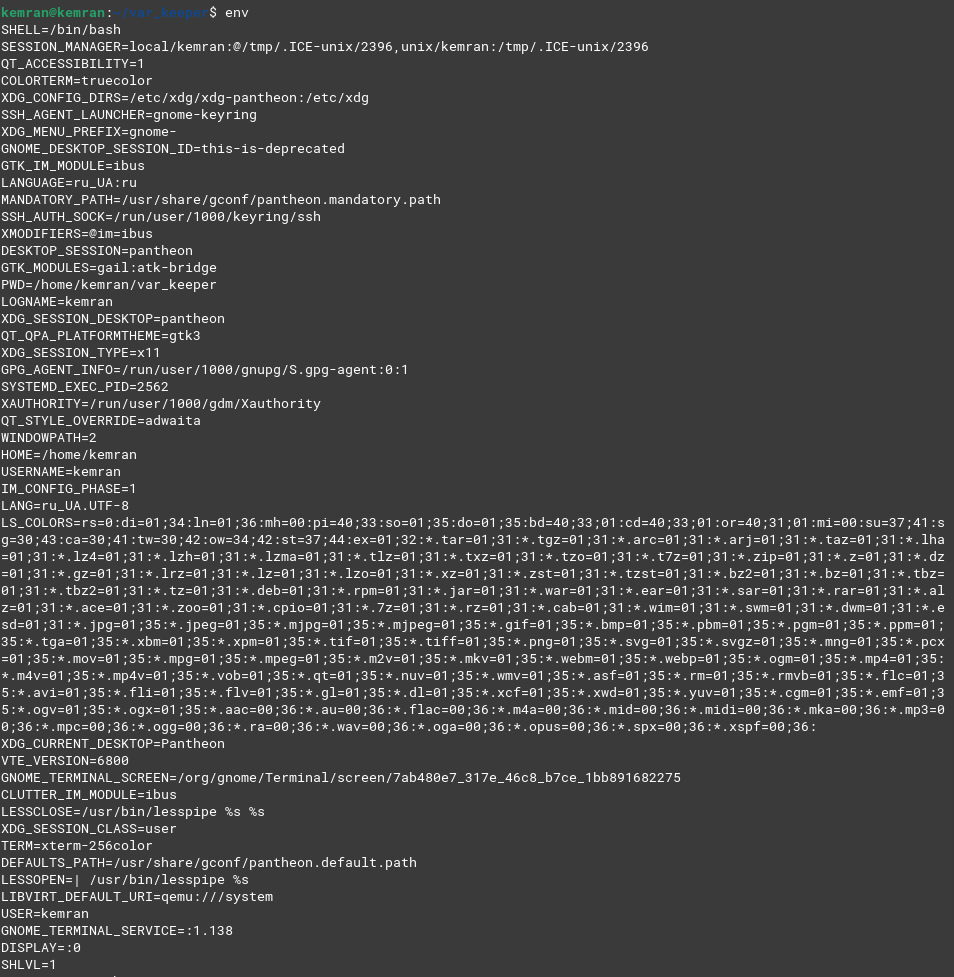 kemran@kemran:~/var_keeper$ env
SHELL=/bin/bash
SESSION_MANAGER=local/kemran:@/tmp/.ICE-unix/2396,unix/kemran:/tmp/.ICE-unix/2396
QT_ACCESSIBILITY=1
COLORTERM=truecolor
XDG_CONFIG_DIRS=/etc/xdg/xdg-pantheon:/etc/xdg
SSH_AGENT_LAUNCHER=gnome-keyring
XDG_MENU_PREFIX=gnome-
GNOME_DESKTOP_SESSION_ID=this-is-deprecated
GTK_IM_MODULE=ibus
LANGUAGE=ru_UA:ru
MANDATORY_PATH=/usr/share/gconf/pantheon.mandatory.path
SSH_AUTH_SOCK=/run/user/1000/keyring/ssh
XMODIFIERS=@im=ibus
DESKTOP_SESSION=pantheon
GTK_MODULES=gail:atk-bridge
PWD=/home/kemran/var_keeper
LOGNAME=kemran
XDG_SESSION_DESKTOP=pantheon
QT_QPA_PLATFORMTHEME=gtk3
XDG_SESSION_TYPE=x11
GPG_AGENT_INFO=/run/user/1000/gnupg/S.gpg-agent:0:1
SYSTEMD_EXEC_PID=2562
XAUTHORITY=/run/user/1000/gdm/Xauthority
QT_STYLE_OVERRIDE=adwaita
WINDOWPATH=2
HOME=/home/kemran
USERNAME=kemran
IM_CONFIG_PHASE=1
LANG=ru_UA.UTF-8
LS_COLORS=rs=0:di=01;34:ln=01;36:mh=00:pi=40;33:so=01;35:do=01;35:bd=40;33;01:cd=40;33;01:or=40;31;01:mi=00:su=37;41:s
g=30;43:ca=30;41:tw=30;42:ow=34;42:st=37;44:ex=01;32:*.tar=01;31:*.tgz=01;31:*.arc=01;31:*.arj=01;31:*.taz=01;31:*.lha
=01;31:*.lz4=01;31:*.lzh=01;31:*.lzma=01;31:*.tlz=01;31:*.txz=01;31:*.tzo=01;31:*.t7z=01;31:*.zip=01;31:*.z=01;31:*.dz
=01;31:*.gz=01;31:*.lrz=01;31:*.lz=01;31:*.lzo=01;31:*.xz=01;31:*.zst=01;31:*.tzst=01;31:*.bz2=01;31:*.bz=01;31:*.tbz=
01;31:*.tbz2=01;31:*.tz=01;31:*.deb=01;31:*.rpm=01;31:*.jar=01;31:*.war=01;31:*.ear=01;31:*.sar=01;31:*.rar=01;31:*.al
z=01;31:*.ace=01;31:*.zoo=01;31:*.cpio=01;31:*.7z=01;31:*.rz=01;31:*.cab=01;31:*.wim=01;31:*.swm=01;31:*.dwm=01;31:*.e
sd=01;31:*.jpg=01;35:*.jpeg=01;35:*.mjpg=01;35:*.mjpeg=01;35:*.gif=01;35:*.bmp=01;35:*.pbm=01;35:*.pgm=01;35:*.ppm=01;
35:*.tga=01;35:*.xbm=01;35:*.xpm=01;35:*.tif=01;35:*.tiff=01;35:*.png=01;35:*.svg=01;35:*.svgz=01;35:*.mng=01;35:*.pcx
=01;35:*.mov=01;35:*.mpg=01;35:*.mpeg=01;35:*.m2v=01;35:*.mkv=01;35:*.webm=01;35:*.webp=01;35:*.ogm=01;35:*.mp4=01;35:
*.m4v=01;35:*.mp4v=01;35:*.vob=01;35:*.qt=01;35:*.nuv=01;35:*.wmv=01;35:*.asf=01;35:*.rm=01;35:*.rmvb=01;35:*.flc=01;3
5:*.avi=01;35:*.fli=01;35:*.flv=01;35:*.gl=01;35:*.dl=01;35:*.xcf=01;35:*.xwd=01;35:*.yuv=01;35:*.cgm=01;35:*.emf=01;3
5:*.ogv=01;35:*.ogx=01;35:*.aac=00;36:*.au=00;36:*.flac=00;36:*.m4a=00;36:*.mid=00;36:*.midi=00;36:*.mka=00;36:*.mp3=0
0;36:*.mpc=00;36:*.ogg=00;36:*.ra=00;36:*.wav=00;36:*.oga=00;36:*.opus=00;36:*.spx=00;36:*.xspf=00;36:
XDG_CURRENT_DESKTOP=Pantheon
VTE_VERSION=6800
GNOME_TERMINAL_SCREEN=/org/gnome/Terminal/screen/7ab480e7_317e_46c8_b7ce_1bb891682275
CLUTTER_IM_MODULE=ibus
LESSCLOSE=/usr/bin/lesspipe %s %s
XDG_SESSION_CLASS=user
TERM=xterm-256color
DEFAULTS_PATH=/usr/share/gconf/pantheon.default.path
LESSOPEN=| /usr/bin/lesspipe %s
LIBVIRT_DEFAULT_URI=qemu:///system
USER=kemran
GNOME_TERMINAL_SERVICE=:1.138
DISPLAY=:0
SHLVL=1